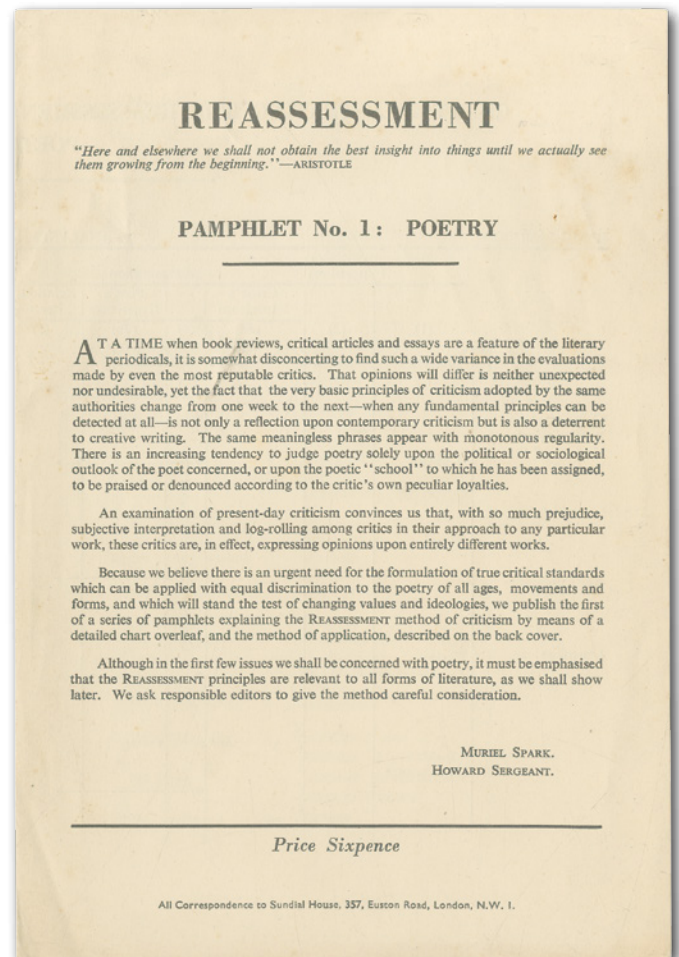 REASSESSMENT
"Here and elsewhere we shall not obtain the best insight into things until we actually see
them growing from the beginning."—ARISTOTLE
PAMPHLET No. 1: POETRY
AT A TIME when book reviews, critical articles and essays are a feature of the literary
periodicals, it is somewhat disconcerting to find such a wide variance in the evaluations
made by even the most reputable critics. That opinions will differ is neither unexpected
nor undesirable, yet the fact that the very basic principles of criticism adopted by the same
authorities change from one week to the next—when any fundamental principles can be
detected at all—is not only a reflection upon contemporary criticism but is also a deterrent
to creative writing. The same meaningless phrases appear with monotonous regularity.
There is an increasing tendency to judge poetry solely upon the political or sociological
outlook of the poet concerned, or upon the poetic "school" to which he has been assigned,
to be praised or denounced according to the critic's own peculiar loyalties.
An examination of present-day criticism convinces us that, with so much prejudice,
subjective interpretation and log-rolling among critics in their approach to any particular
work, these critics are, in effect, expressing opinions upon entirely different works.
Because we believe there is an urgent need for the formulation of true critical standards
which can be applied with equal discrimination to the poetry of all ages, movements and
forms, and which will stand the test of changing values and ideologies, we publish the first
of a series of pamphlets explaining the REASSESSMENT method of criticism by means of a
detailed chart overleaf, and the method of application, described on the back cover.
Although in the first few issues we shall be concerned with poetry, it must be emphasised
that the REASSESSMENT principles are relevant to all forms of literature, as we shall show
later. We ask responsible editors to give the method careful consideration.
MURIEL SPARK.
HOWARD SERGEANT.
Price Sixpence
All Correspondence to Sundial House, 357, Euston Road, London, N.W. 1.